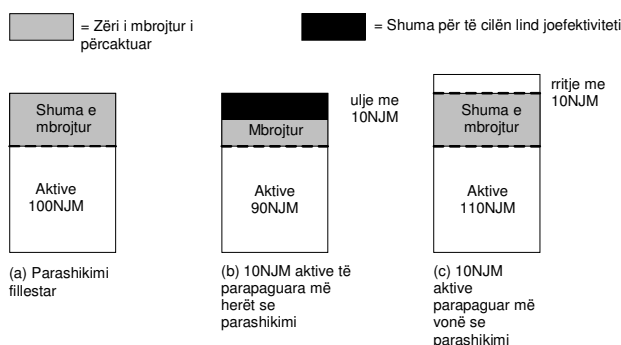 = Zëri i mbrojtur i
përcaktuar
= Shuma për të cilën lind joefektiviteti
Shuma e
mbrojtur
Aktive
100NJM
(a) Parashikimi
fillestar
ulje me
10NJM
Mbrojtur
Aktive
90NJM
(b) 10NJM aktive të
parapaguara më
herët se
parashikimi
rritje me
10NJM
Shuma e
mbrojtur
Aktive
110NJM
(c) 10NJM
aktive
parapaguar më
vonë se
parashikimi